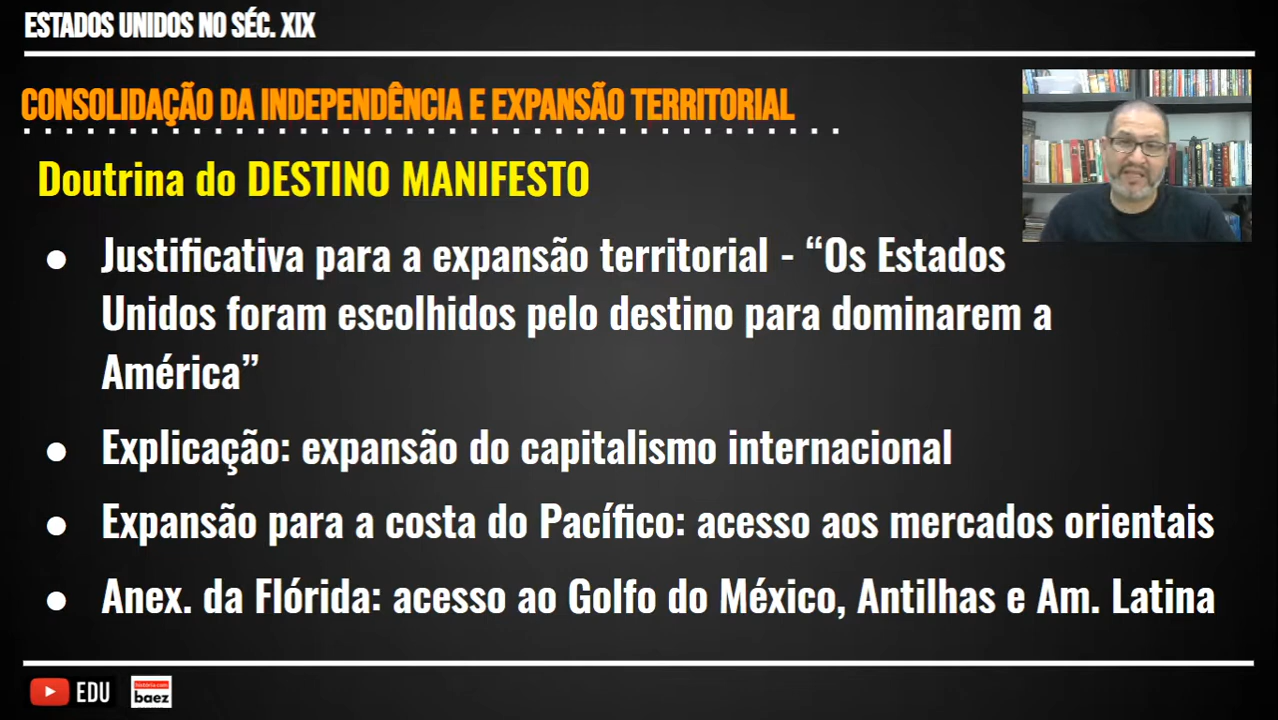 ESTADOS UNIDOS NO SÉC. XIX
CONSOLIDAÇÃO DA INDEPENDÊNCIA E EXPANSÃO TERRITORIAL
Doutrina do DESTINO MANIFESTO
● Justificativa para a expansão territorial - “Os Estados
Unidos foram escolhidos pelo destino para dominarem a
América”
● Explicação: expansão do capitalismo internacional
● Expansão para a costa do Pacífico: acesso aos mercados orientais
● Anex. da Flórida: acesso ao Golfo do México, Antilhas e Am. Latina
EDU
história.com
baez